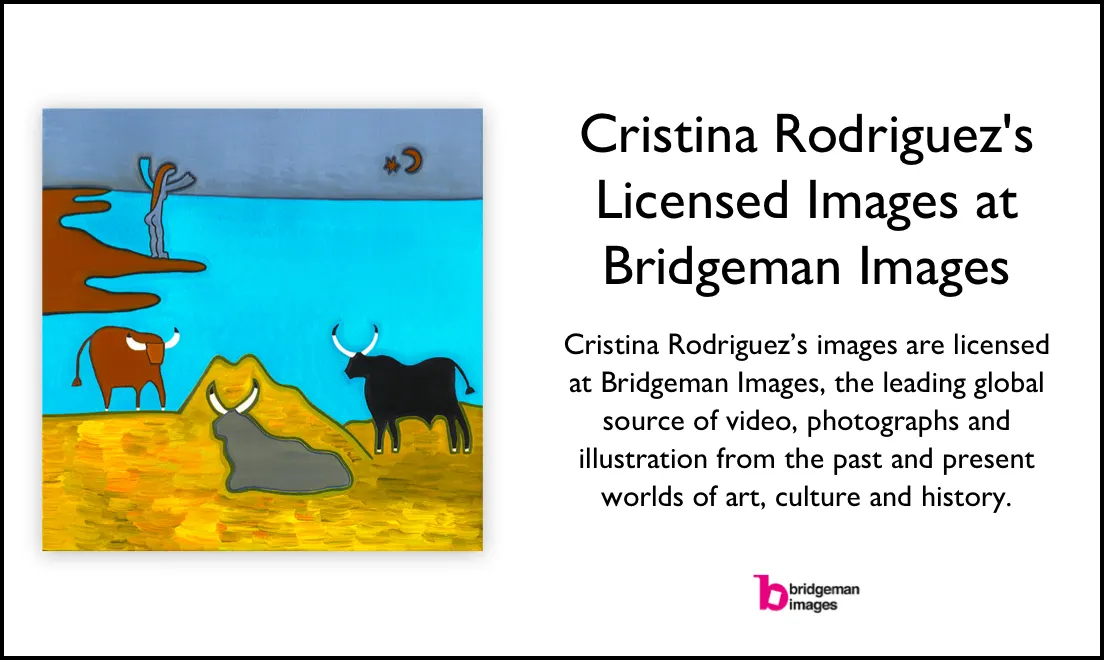 Cristina Rodriguez's
Licensed Images at
Bridgeman Images
Cristina Rodriguez’s images are licensed
at Bridgeman Images, the leading global
source of video, photographs and
illustration from the past and present
worlds of art, culture and history.
bridgeman
images